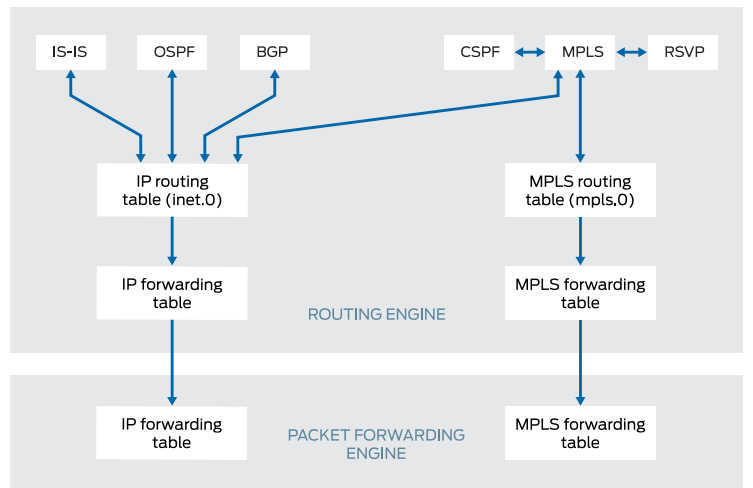 IS-IS
OSPF
BGP
CSPF
MPLS
RSVP
IP routing
table (inet.0)
MPLS routing
table (mpls.0)
IP forwarding
table
MPLS forwarding
table
ROUTING ENGINE
IP forwarding
table
MPLS forwarding
table
PACKET FORWARDING
ENGINE